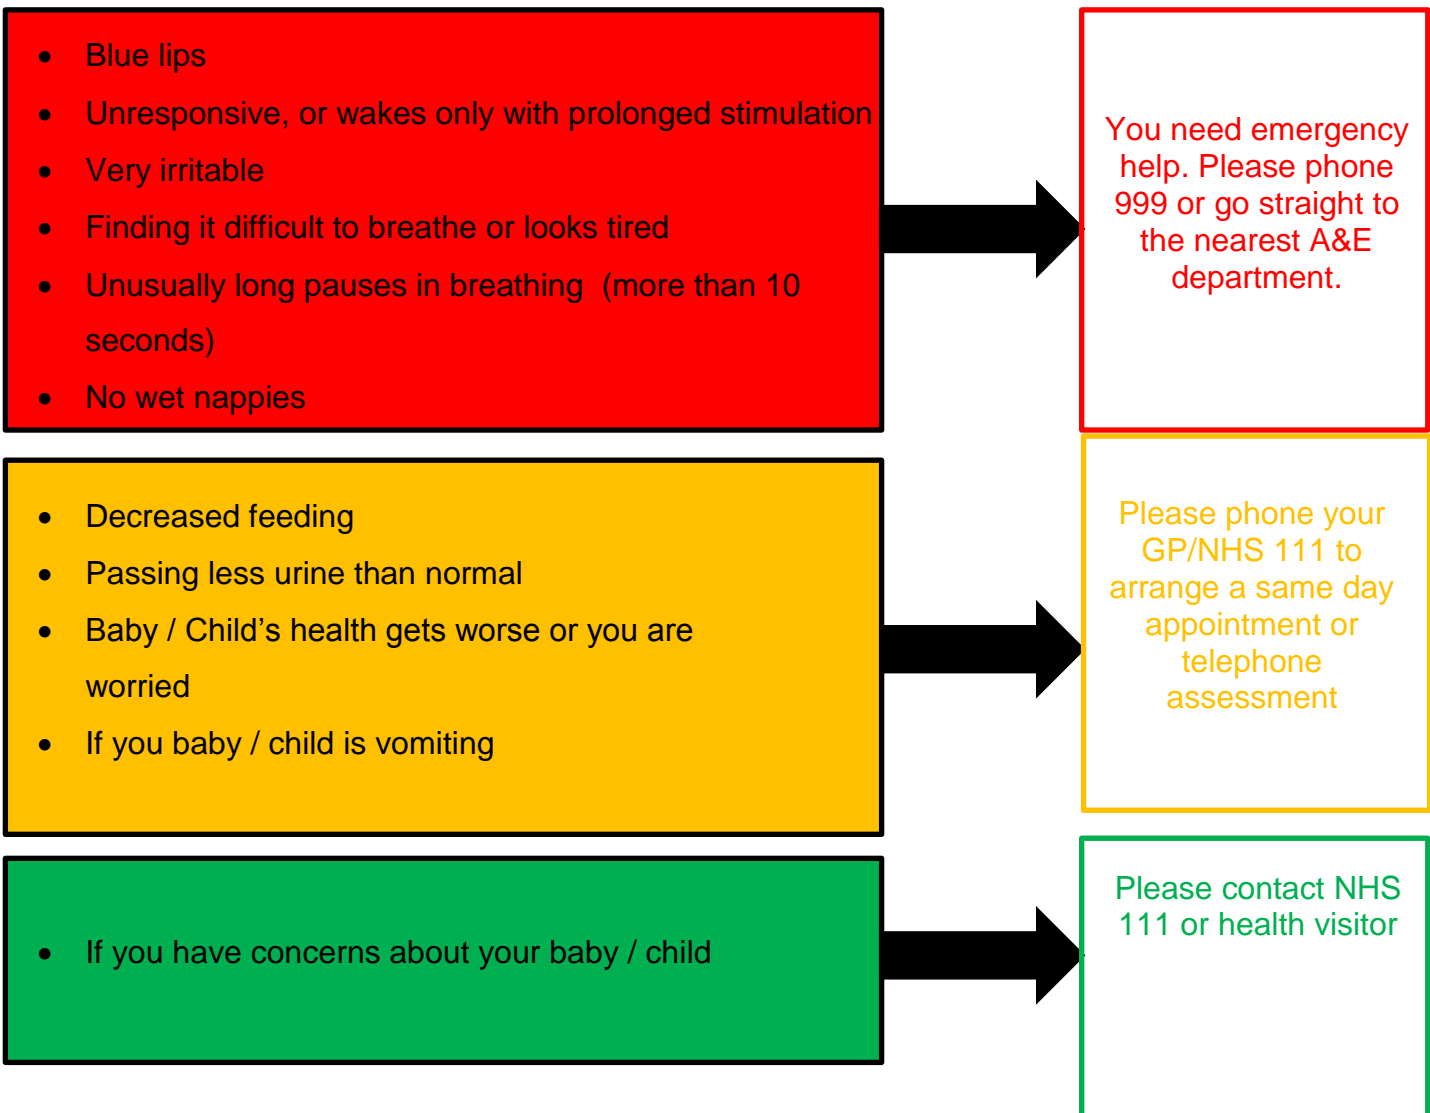 • Blue lips
• Unresponsive, or wakes only with prolonged stimulation
• Very irritable
• Finding it difficult to breathe or looks tired
• Unusually long pauses in breathing (more than 10
seconds)
• No wet nappies
You need emergency
help. Please phone
999 or go straight to
the nearest A&E
department.
• Decreased feeding
• Passing less urine than normal
• Baby / Child’s health gets worse or you are
worried
• If you baby / child is vomiting
Please phone your
GP/NHS 111 to
arrange a same day
appointment or
telephone
assessment
• If you have concerns about your baby / child
Please contact NHS
111 or health visitor